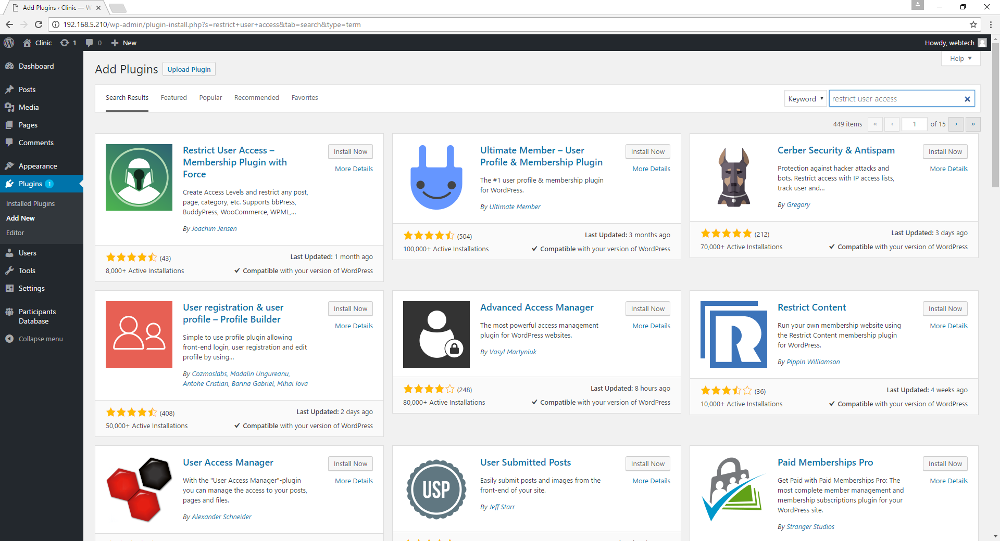 Add Plugins ‹ Clinic — W
192.168.5.210/wp-admin/plugin-install.php?s=restrict+user+access&tab=search&type=term
Clinic
1
0
New
Howdy, webtech
Dashboard
Posts
Media
Pages
Comments
Appearance
Plugins 1
Installed Plugins
Add New
Editor
Users
Tools
Settings
Participants
Database
Collapse menu
Help
Add Plugins
Upload Plugin
Search Results
Featured
Popular
Recommended
Favorites
Keyword
restrict user access
449 items « ‹ 1 of 15 › »
Restrict User Access –
Membership Plugin with
Force
Install Now
More Details
Create Access Levels and restrict any post,
page, category, etc. Supports bbPress,
BuddyPress, WooCommerce, WPML,...
By Joachim Jensen
(43)
8,000+ Active Installations
Last Updated: 1 month ago
Compatible with your version of WordPress
Ultimate Member – User
Profile & Membership Plugin
Install Now
More Details
The #1 user profile & membership plugin
for WordPress.
By Ultimate Member
(504)
100,000+ Active Installations
Last Updated: 3 months ago
Compatible with your version of WordPress
Cerber Security & Antispam
Install Now
More Details
Protection against hacker attacks and
bots. Restrict access with IP access lists,
track user and...
By Gregory
(212)
70,000+ Active Installations
Last Updated: 3 days ago
Compatible with your version of WordPress
User registration & user
profile – Profile Builder
Install Now
More Details
Simple to use profile plugin allowing
front-end login, user registration and edit
profile by using...
By Cozmoslabs, Madalin Ungureanu,
Antohe Cristian, Barina Gabriel, Mihai Iova
(408)
50,000+ Active Installations
Last Updated: 2 days ago
Compatible with your version of WordPress
Advanced Access Manager
Install Now
More Details
The most powerful access management
plugin for WordPress websites.
By Vasyl Martyniuk
(248)
80,000+ Active Installations
Last Updated: 8 hours ago
Compatible with your version of WordPress
R
Restrict Content
Install Now
More Details
Run your own membership website using
the Restrict Content membership plugin
for WordPress.
By Pippin Williamson
(36)
10,000+ Active Installations
Last Updated: 4 weeks ago
Compatible with your version of WordPress
User Access Manager
Install Now
More Details
With the "User Access Manager"-plugin
you can manage the access to your posts,
pages and files.
By Alexander Schneider
USP
User Submitted Posts
Install Now
More Details
Easily submit posts and images from the
front-end of your site.
By Jeff Starr
Paid Memberships Pro
Install Now
More Details
Get Paid with Paid Memberships Pro: The
most complete member management and
membership subscriptions plugin for your
WordPress site.
By Stranger Studios